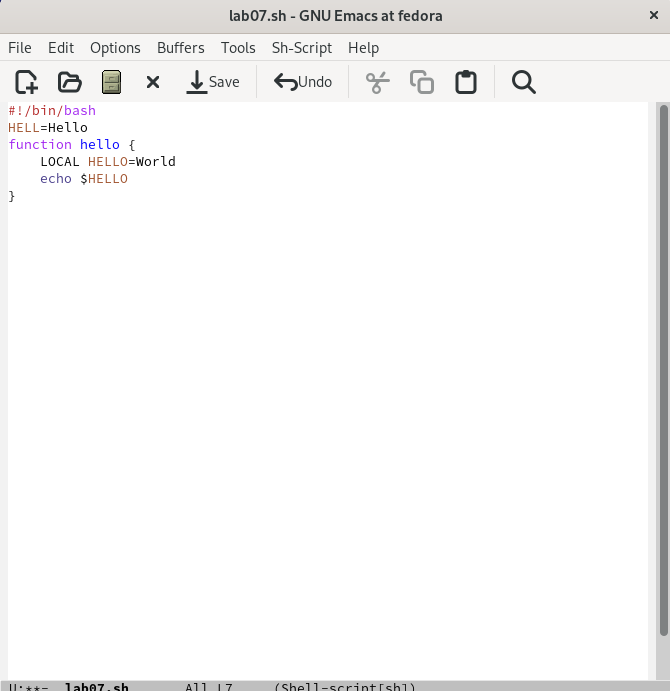 lab07.sh - GNU Emacs at fedora
File Edit Options Buffers Tools Sh-Script Help
Save Undo
#!/bin/bash
HELL=Hello
function hello {
    LOCAL HELLO=World
    echo $HELLO
}
U:**- lab07.sh All L7 (Shell-script[sh])